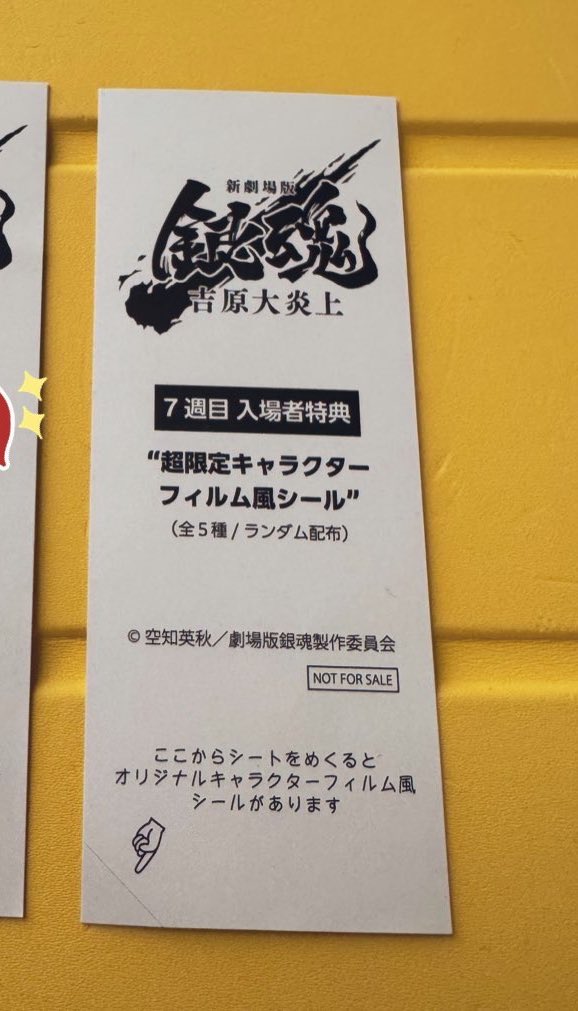 新劇場版
銀魂
吉原大炎上
7週目 入場者特典
“超限定キャラクター
フィルム風シール”
（全5種 / ランダム配布）
© 空知英秋／劇場版銀魂製作委員会
NOT FOR SALE
ここからシートをめくると
オリジナルキャラクターフィルム風
シールがあります